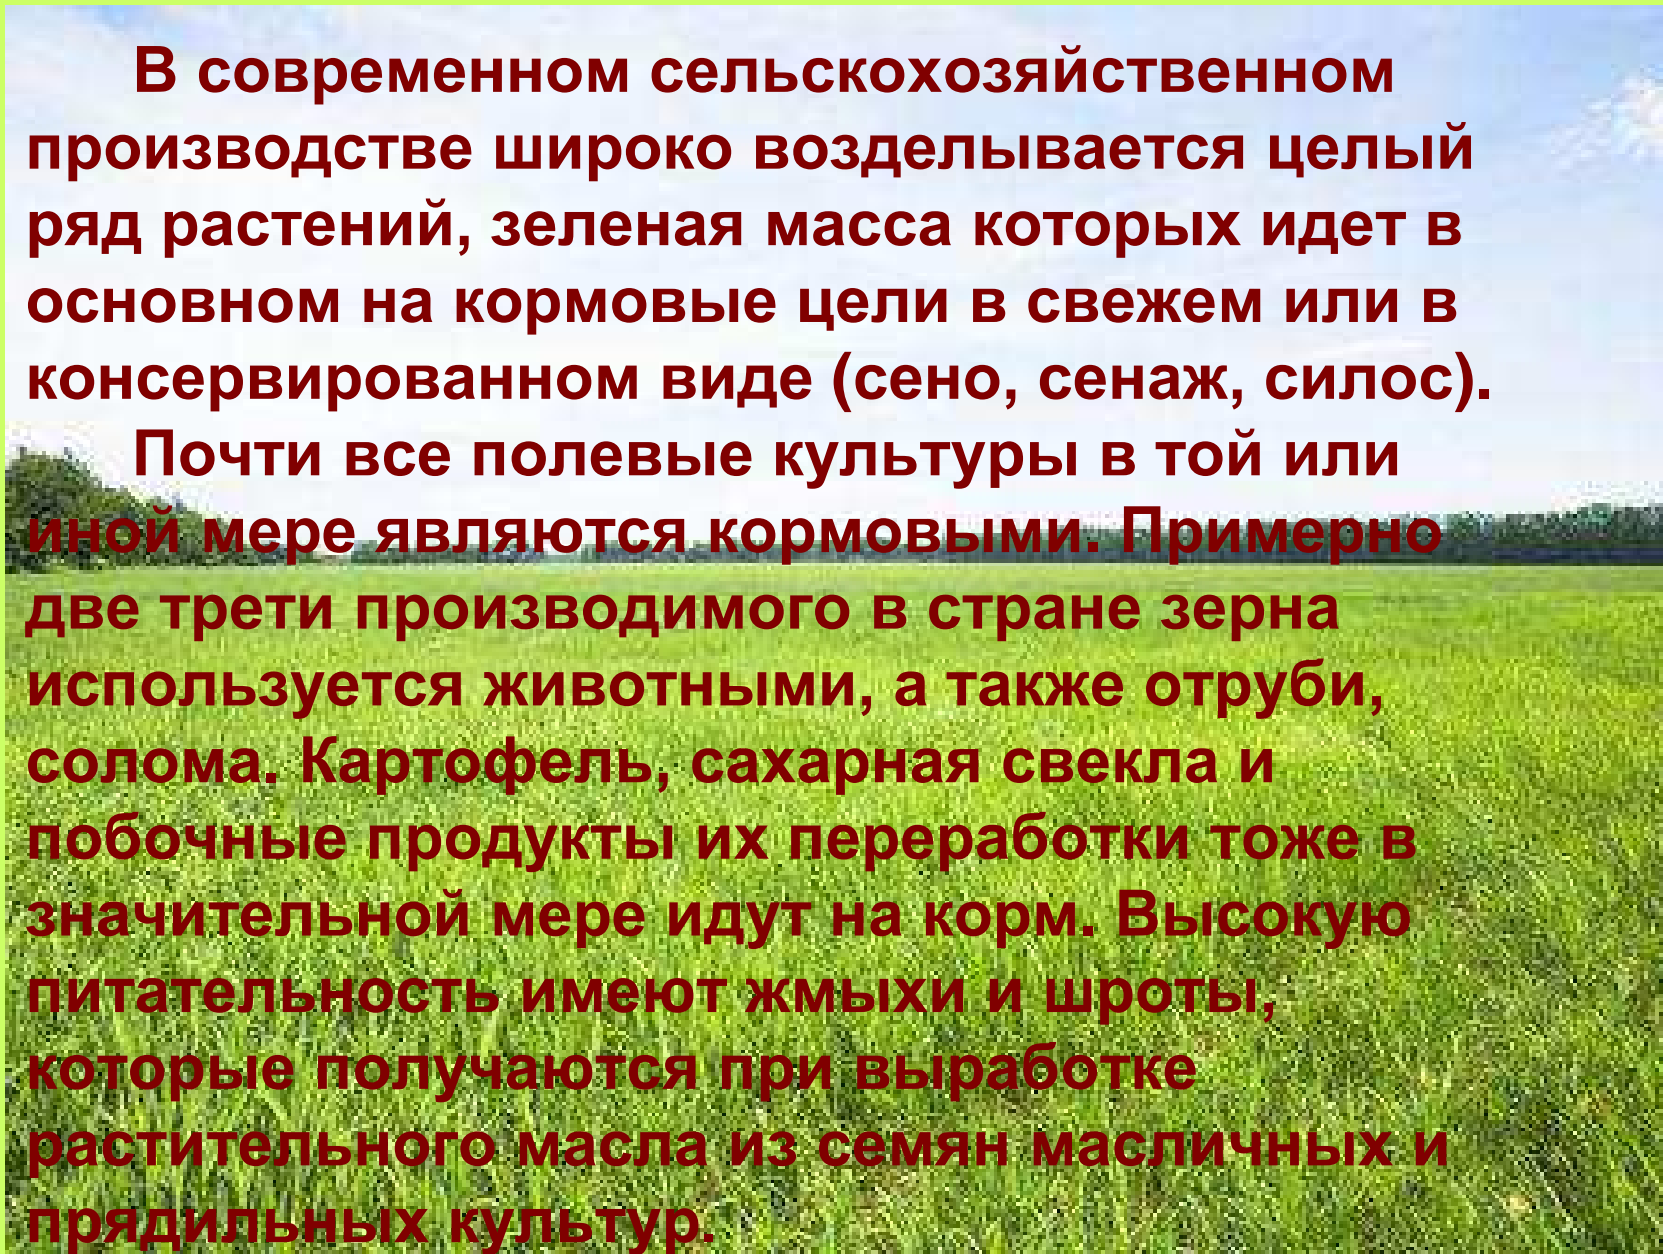 В современном сельскохозяйственном
производстве широко возделывается целый
ряд растений, зеленая масса которых идет в
основном на кормовые цели в свежем или в
консервированном виде (сено, сенаж, силос).
Почти все полевые культуры в той или
иной мере являются кормовыми. Примерно
две трети производимого в стране зерна
используется животными, а также отруби,
солома. Картофель, сахарная свекла и
побочные продукты их переработки тоже в
значительной мере идут на корм. Высокую
питательность имеют жмыхи и шроты,
которые получаются при выработке
растительного масла из семян масличных и
прядильных культур.